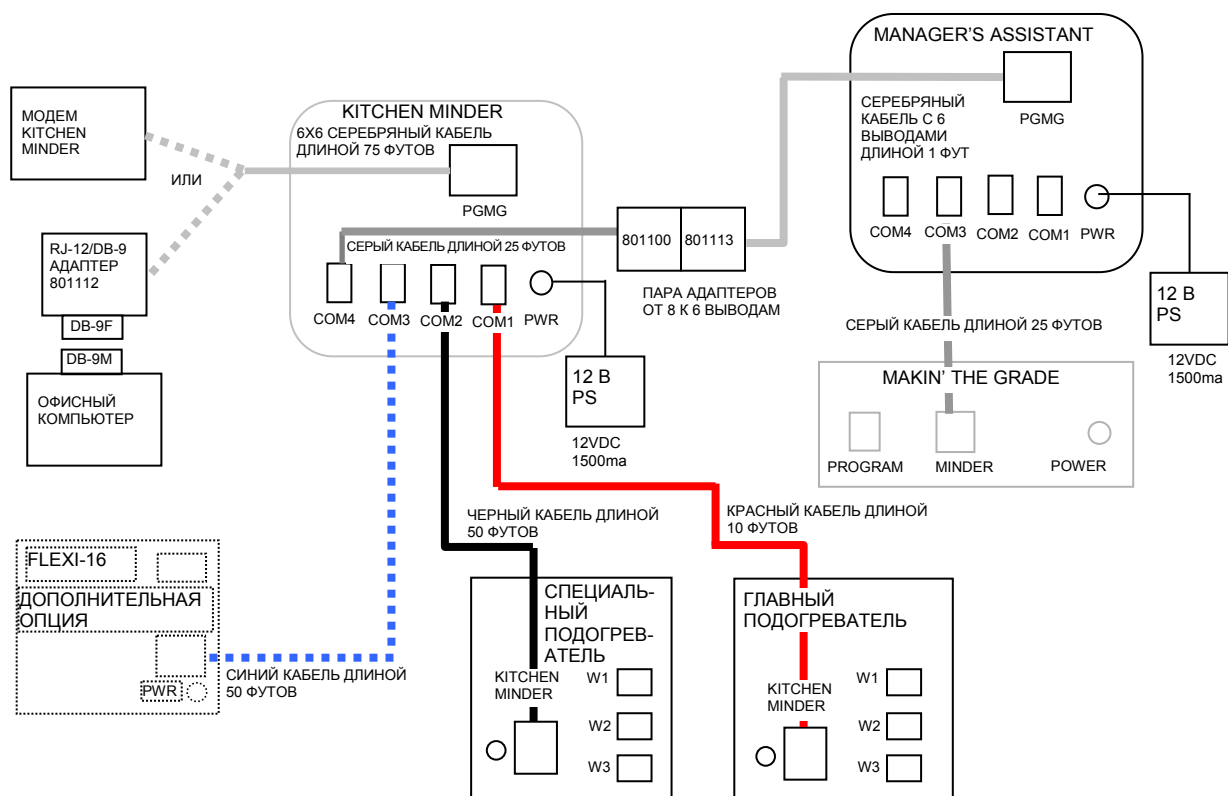 MANAGER'S ASSISTANT
PGMG
СЕРЕБРЯНЫЙ
КАБЕЛЬ С 6
ВЫВОДАМИ
ДЛИНОЙ 1 ФУТ
COM4
COM3
COM2
COM1
PWR
12 В
PS
12VDC
1500ma
МОДЕМ
KITCHEN
MINDER
ИЛИ
RJ-12/DB-9
АДАПТЕР
801112
DB-9F
DB-9M
ОФИСНЫЙ
КОМПЬЮТЕР
KITCHEN MINDER
6X6 СЕРЕБРЯНЫЙ КАБЕЛЬ
ДЛИНОЙ 75 ФУТОВ
PGMG
СЕРЫЙ КАБЕЛЬ ДЛИНОЙ 25 ФУТОВ
COM4
COM3
COM2
COM1
PWR
12 В
PS
12VDC
1500ma
801100
801113
ПАРА АДАПТЕРОВ
ОТ 8 К 6 ВЫВОДАМ
СЕРЫЙ КАБЕЛЬ ДЛИНОЙ 25 ФУТОВ
MAKIN' THE GRADE
PROGRAM
MINDER
POWER
ЧЕРНЫЙ КАБЕЛЬ ДЛИНОЙ
50 ФУТОВ
КРАСНЫЙ КАБЕЛЬ ДЛИНОЙ
10 ФУТОВ
FLEXI-16
ДОПОЛНИТЕЛЬНАЯ
ОПЦИЯ
PWR
СИНИЙ КАБЕЛЬ ДЛИНОЙ
50 ФУТОВ
СПЕЦИАЛЬ-
НЫЙ
ПОДОГРЕВ-
АТЕЛЬ
KITCHEN
MINDER
W1
W2
W3
ГЛАВНЫЙ
ПОДОГРЕВАТЕЛЬ
KITCHEN
MINDER
W1
W2
W3